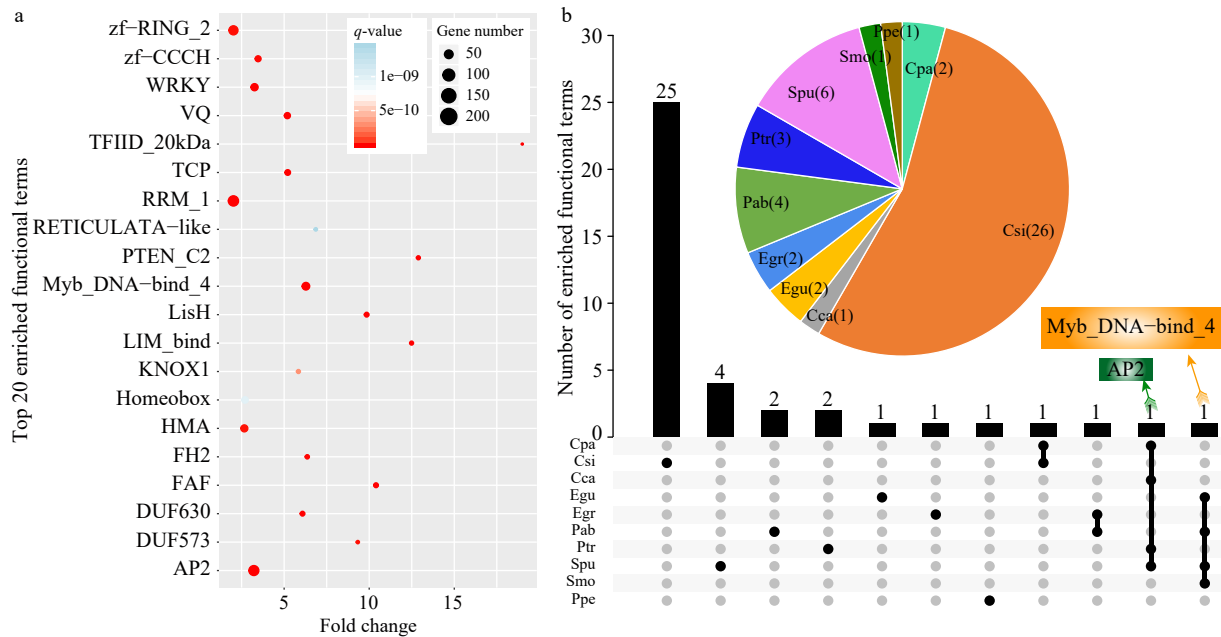 a
Top 20 enriched functional terms
zf-RING_2
zf-CCCH
WRKY
VQ
TFIID_20kDa
TCP
RRM_1
RETICULATA-like
PTEN_C2
Myb_DNA-bind_4
LisH
LIM_bind
KNOX1
Homeobox
HMA
FH2
FAF
DUF630
DUF573
AP2
5 10 15
Fold change
q-value
1e-09
5e-10
Gene number
50
100
150
200
b
Number of enriched functional terms
30
25
20
15
10
5
0
25 4 2 2 1 1 1 1 1 1 1
Ppe(1)
Smo(1)
Cpa(2)
Spu(6)
Ptr(3)
Pab(4)
Csi(26)
Egr(2)
Egu(2)
Cca(1)
Myb_DNA-bind_4
AP2
Cpa
Csi
Cca
Egu
Egr
Pab
Ptr
Spu
Smo
Ppe